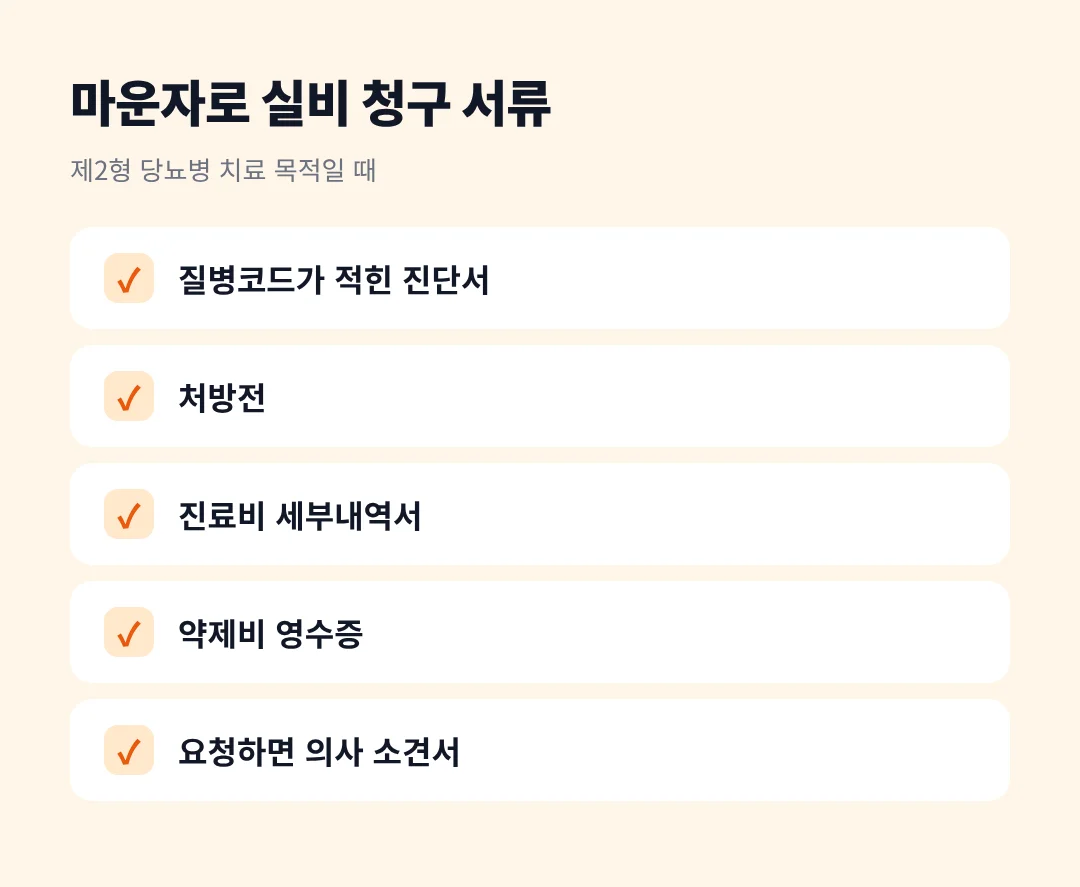 마운자로 실비 청구 서류
제2형 당뇨병 치료 목적일 때
✓ 질병코드가 적힌 진단서
✓ 처방전
✓ 진료비 세부내역서
✓ 약제비 영수증
✓ 요청하면 의사 소견서